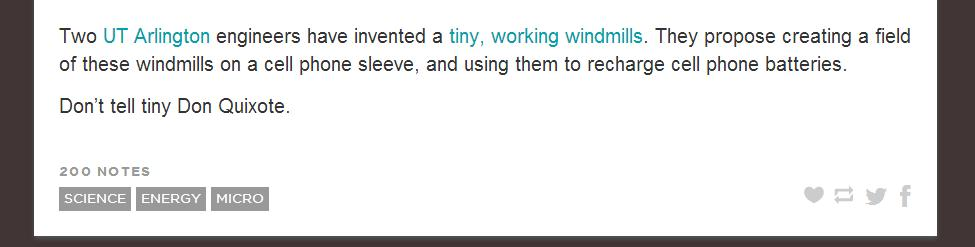 Two UT Arlington engineers have invented a tiny, working windmills. They propose creating a field
of these windmills on a cell phone sleeve, and using them to recharge cell phone batteries.
Don't tell tiny Don Quixote.
200 NOTES
SCIENCE ENERGY MICRO